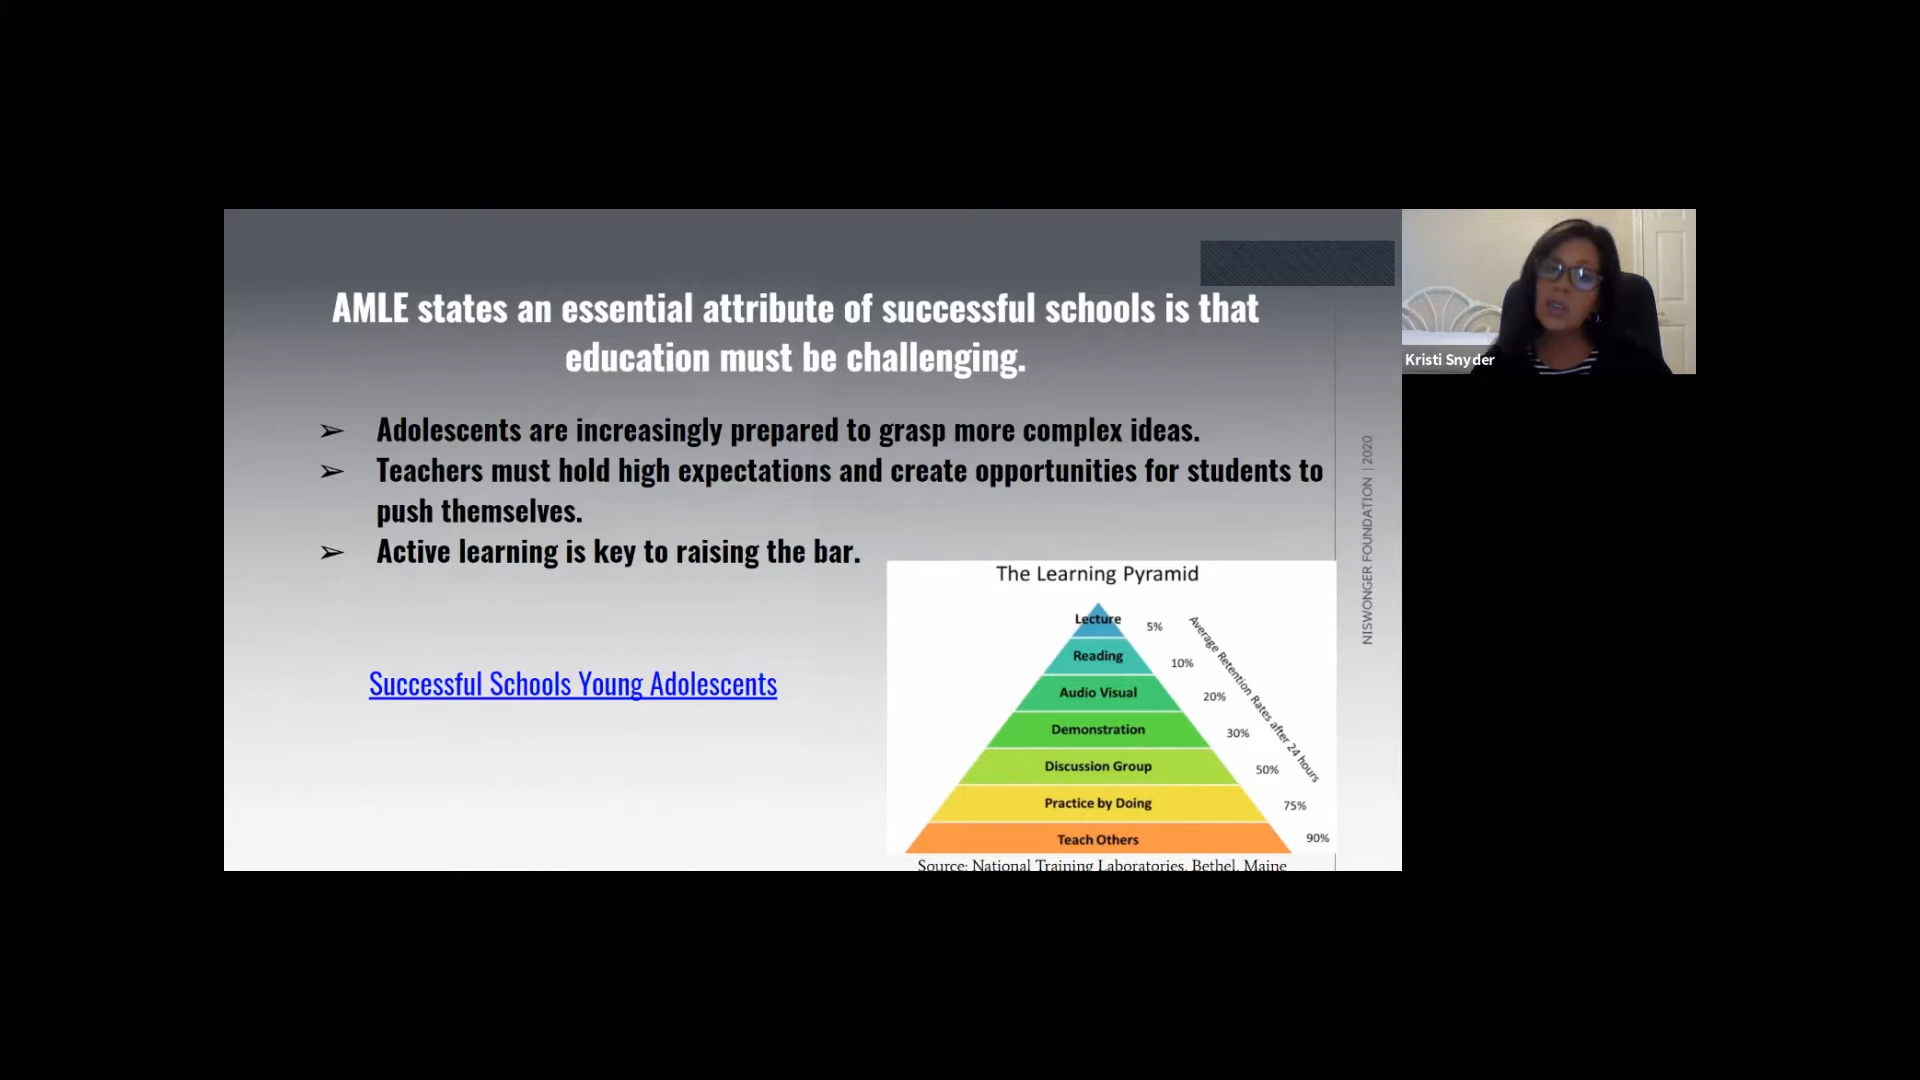 AMLE states an essential attribute of successful schools is that
education must be challenging.
➢ Adolescents are increasingly prepared to grasp more complex ideas.
➢ Teachers must hold high expectations and create opportunities for students to
push themselves.
➢ Active learning is key to raising the bar.
Successful Schools Young Adolescents
The Learning Pyramid
Lecture 5%
Reading 10%
Audio Visual 20%
Demonstration 30%
Discussion Group 50%
Practice by Doing 75%
Teach Others 90%
Average Retention Rates after 24 hours
Source: National Training Laboratories, Bethel, Maine
NISWONGER FOUNDATION | 2020
Kristi Snyder